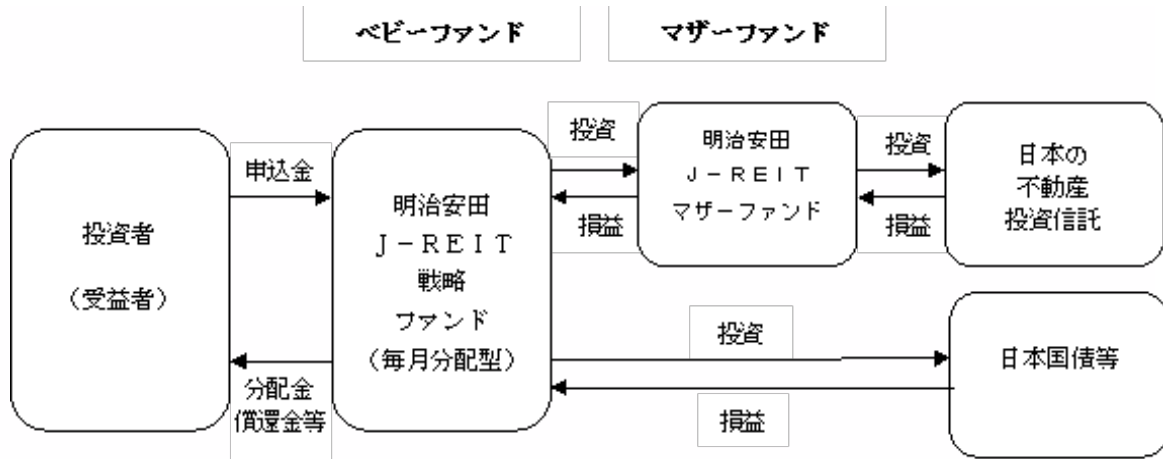 ベビーファンド
マザーファンド
投資者
（受益者）
申込金
分配金
償還金等
明治安田
Ｊ－ＲＥＩＴ
戦略
ファンド
（毎月分配型）
投資
損益
明治安田
Ｊ－ＲＥＩＴ
マザーファンド
投資
損益
日本の
不動産
投資信託
投資
損益
日本国債等